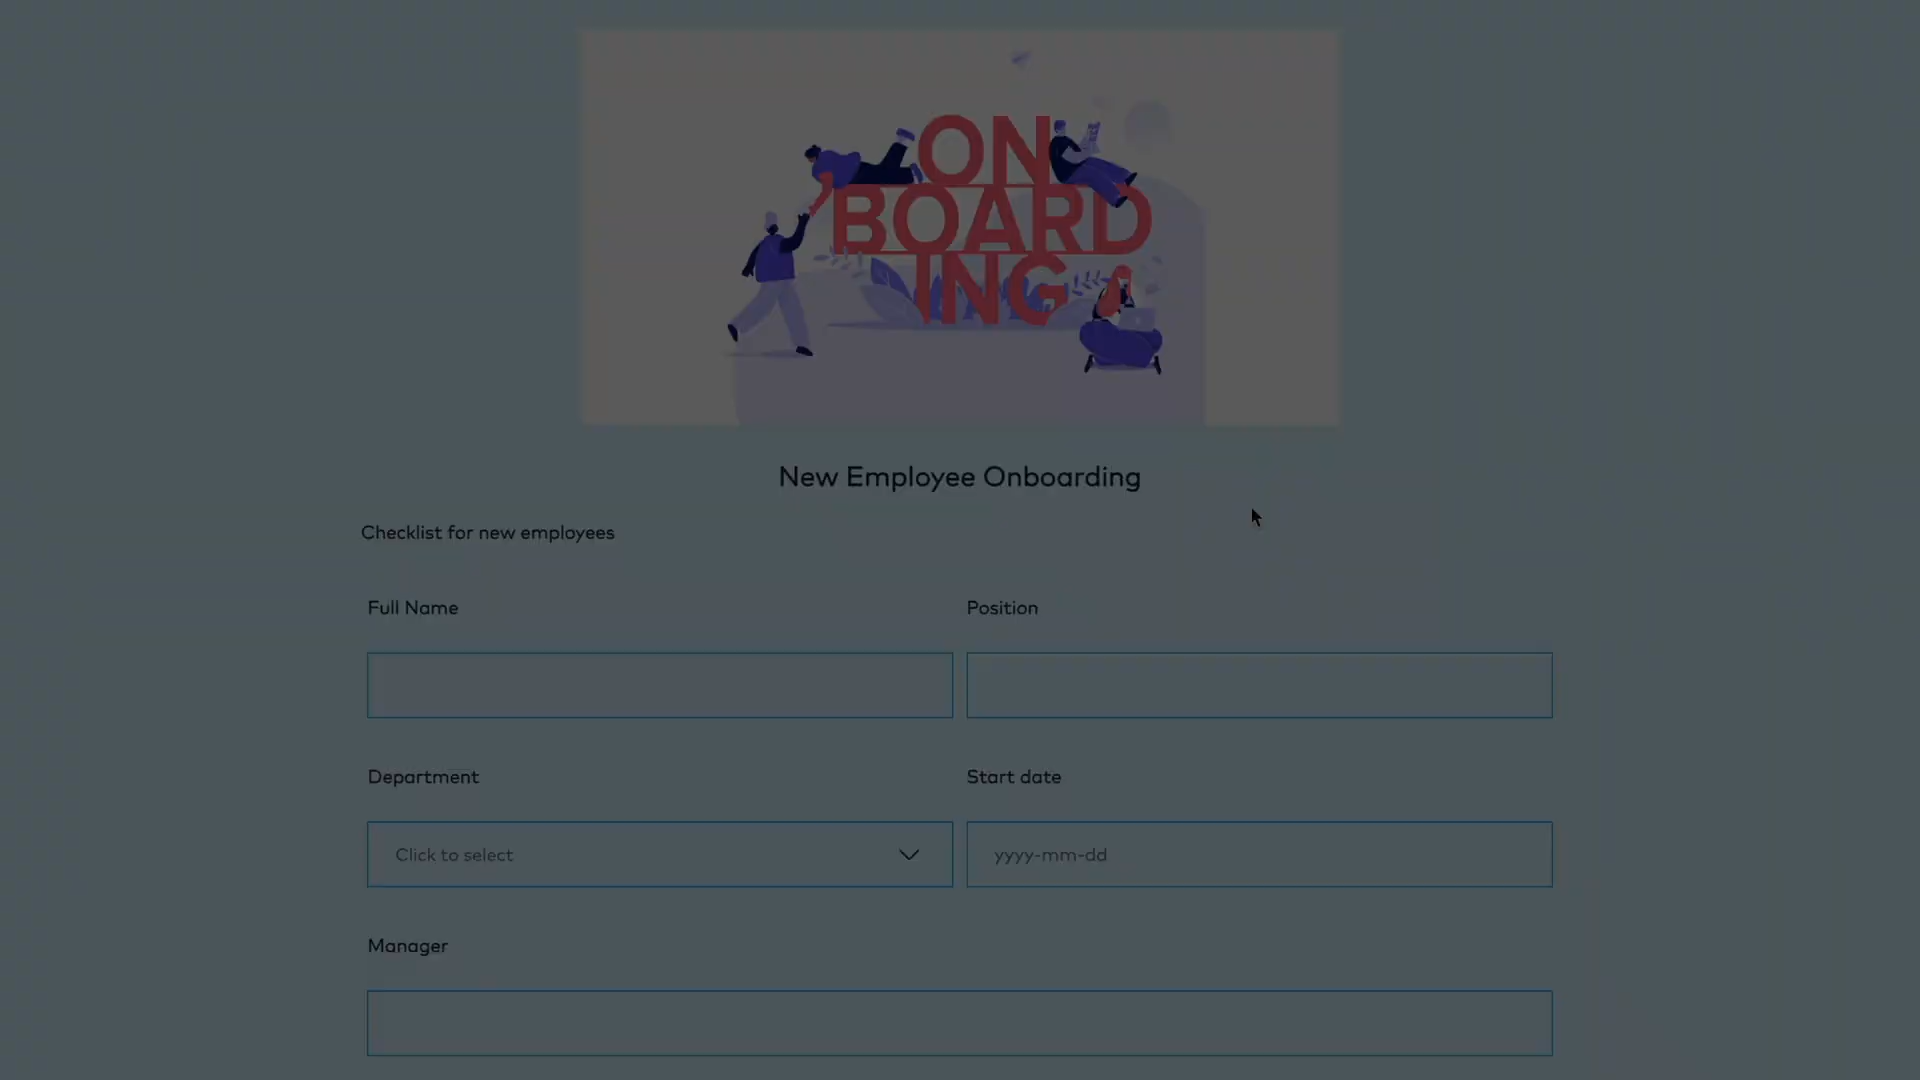 ON
BOARD
ING
New Employee Onboarding
Checklist for new employees
Full Name
Position
Department
Start date
Click to select
yyyy-mm-dd
Manager